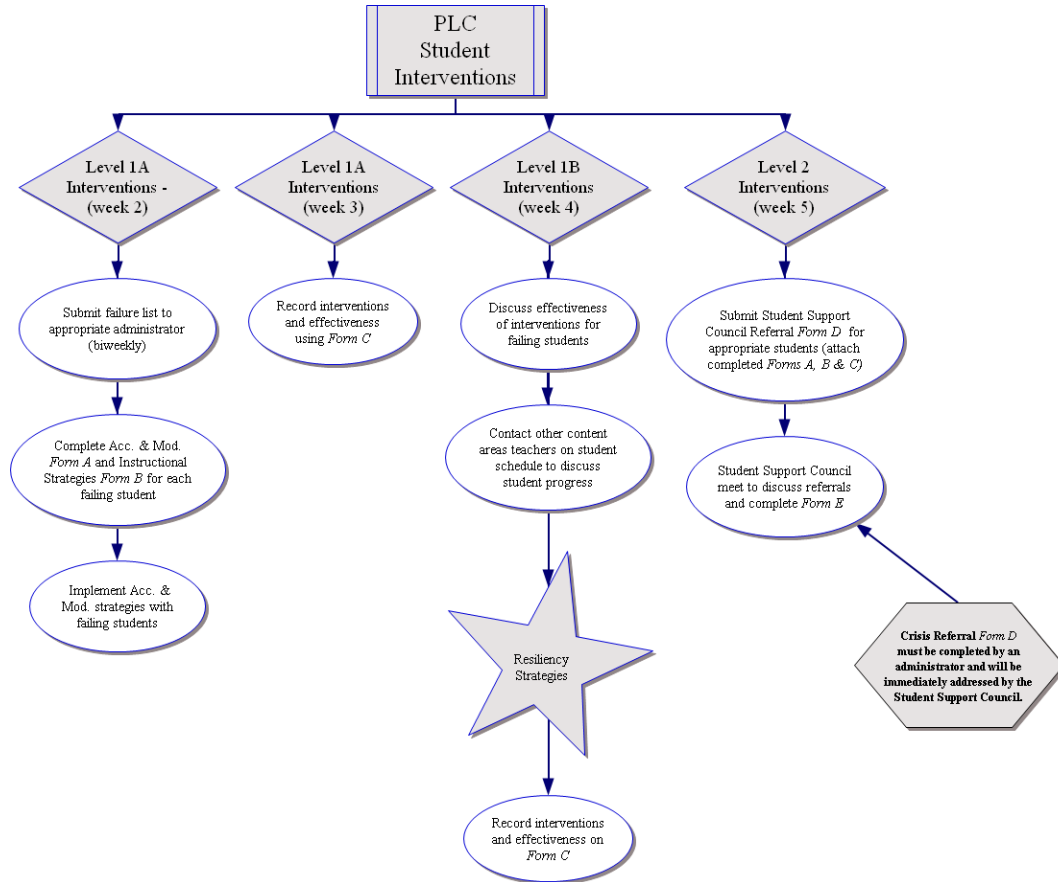 PLC
Student
Interventions
Level 1A
Interventions -
(week 2)
Level 1A
Interventions
(week 3)
Level 1B
Interventions
(week 4)
Level 2
Interventions
(week 5)
Submit failure list to
appropriate administrator
(biweekly)
Record interventions
and effectiveness
using Form C
Discuss effectiveness
of interventions for
failing students
Submit Student Support
Council Referral Form D for
appropriate students (attach
completed Forms A, B & C)
Complete Acc. & Mod.
Form A and Instructional
Strategies Form B for each
failing student
Contact other content
areas teachers on student
schedule to discuss
student progress
Student Support Council
meet to discuss referrals
and complete Form E
Implement Acc. &
Mod. strategies with
failing students
Resiliency
Strategies
Crisis Referral Form D
must be completed by an
administrator and will be
immediately addressed by the
Student Support Council.
Record interventions
and effectiveness on
Form C